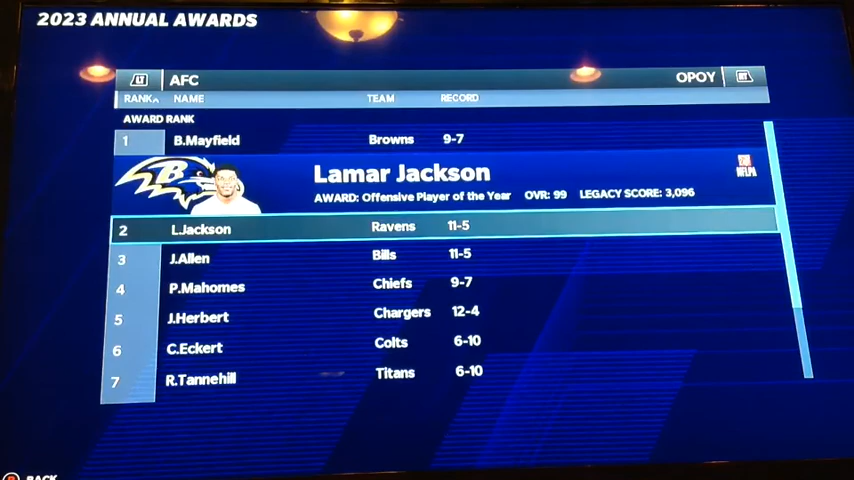 2023 ANNUAL AWARDS
LT AFC OPOY RT
RANK NAME TEAM RECORD
AWARD RANK
1 B.Mayfield Browns 9-7
B
Lamar Jackson
NFLPA
AWARD: Offensive Player of the Year OVR: 99 LEGACY SCORE: 3,096
2 L.Jackson Ravens 11-5
3 J.Allen Bills 11-5
4 P.Mahomes Chiefs 9-7
5 J.Herbert Chargers 12-4
6 C.Eckert Colts 6-10
7 R.Tannehill Titans 6-10
B BACK